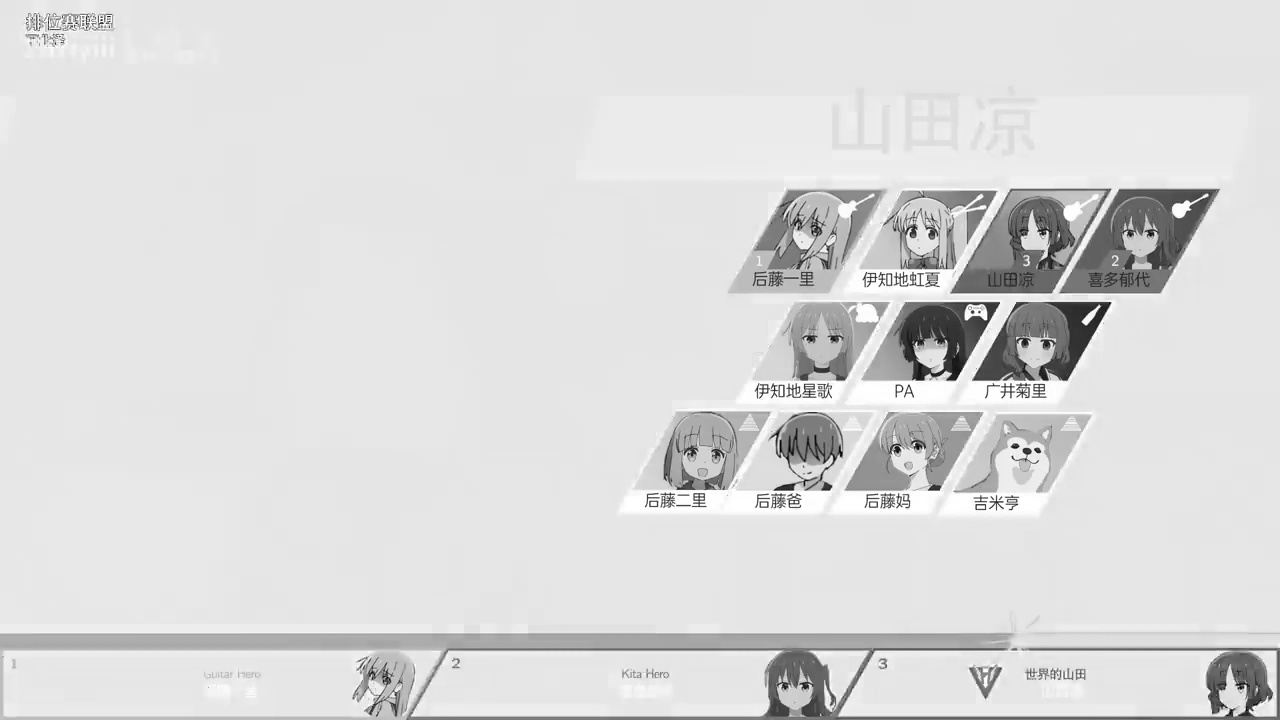 排位赛联盟
下北泽
山田凉
1
后藤一里
伊知地虹夏
3
山田凉
2
喜多郁代
伊知地星歌
PA
广井菊里
后藤二里
后藤爸
后藤妈
吉米亨
1
Guitar Hero
2
Kita Hero
3
世界的山田